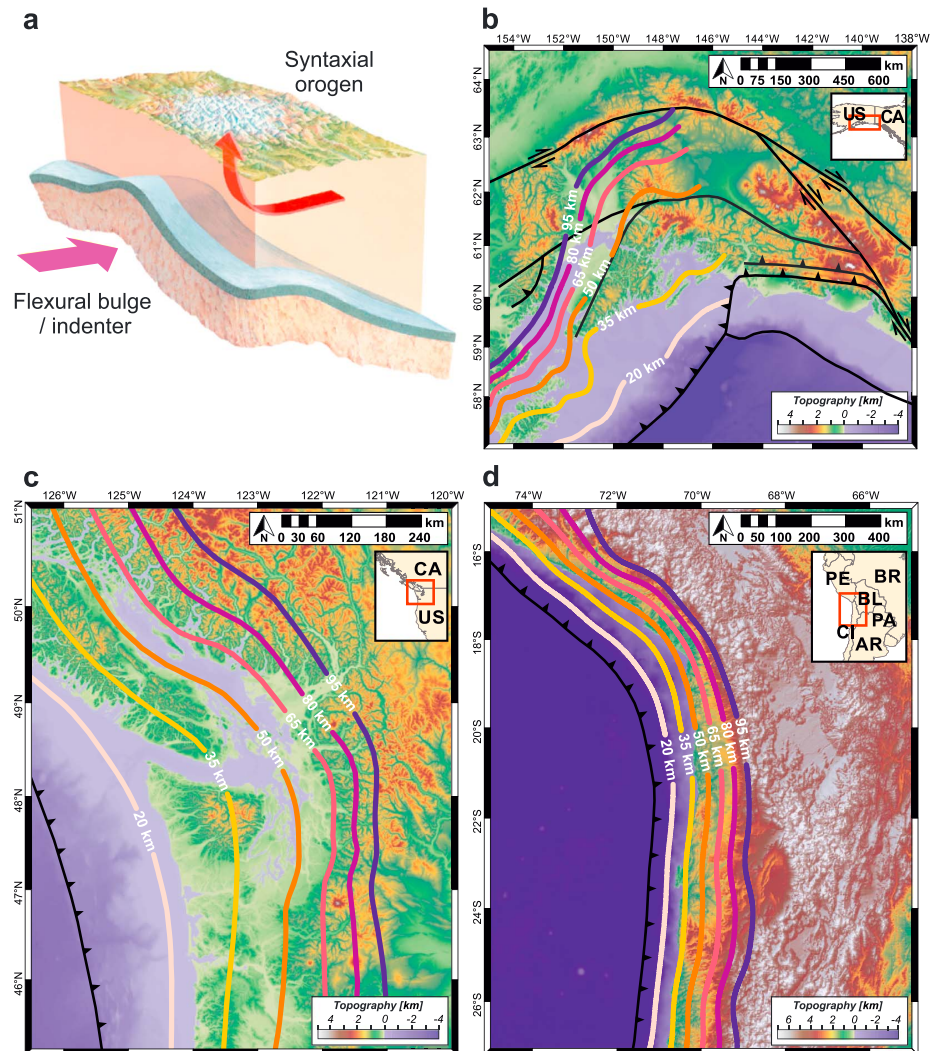 a
Syntaxial
orogen
Flexural bulge
/ indenter
b
154°W 152°W 150°W 148°W 146°W 144°W 142°W 140°W 138°W
64°N
63°N
62°N
61°N
60°N
59°N
58°N
N
km
0 75 150 300 450 600
US CA
95 km
80 km
65 km
50 km
35 km
20 km
Topography [km]
4 2 0 -2 -4
c
126°W 125°W 124°W 123°W 122°W 121°W 120°W
51°N
50°N
49°N
48°N
47°N
46°N
N
km
0 30 60 120 180 240
CA
US
95 km
80 km
65 km
50 km
35 km
20 km
Topography [km]
4 2 0 -2 -4
d
74°W 72°W 70°W 68°W 66°W
16°S
18°S
20°S
22°S
24°S
26°S
N
km
0 50 100 200 300 400
PE BR
BL
PA
CI
AR
20 km
35 km
50 km
65 km
80 km
95 km
Topography [km]
6 4 2 0 -2 -4